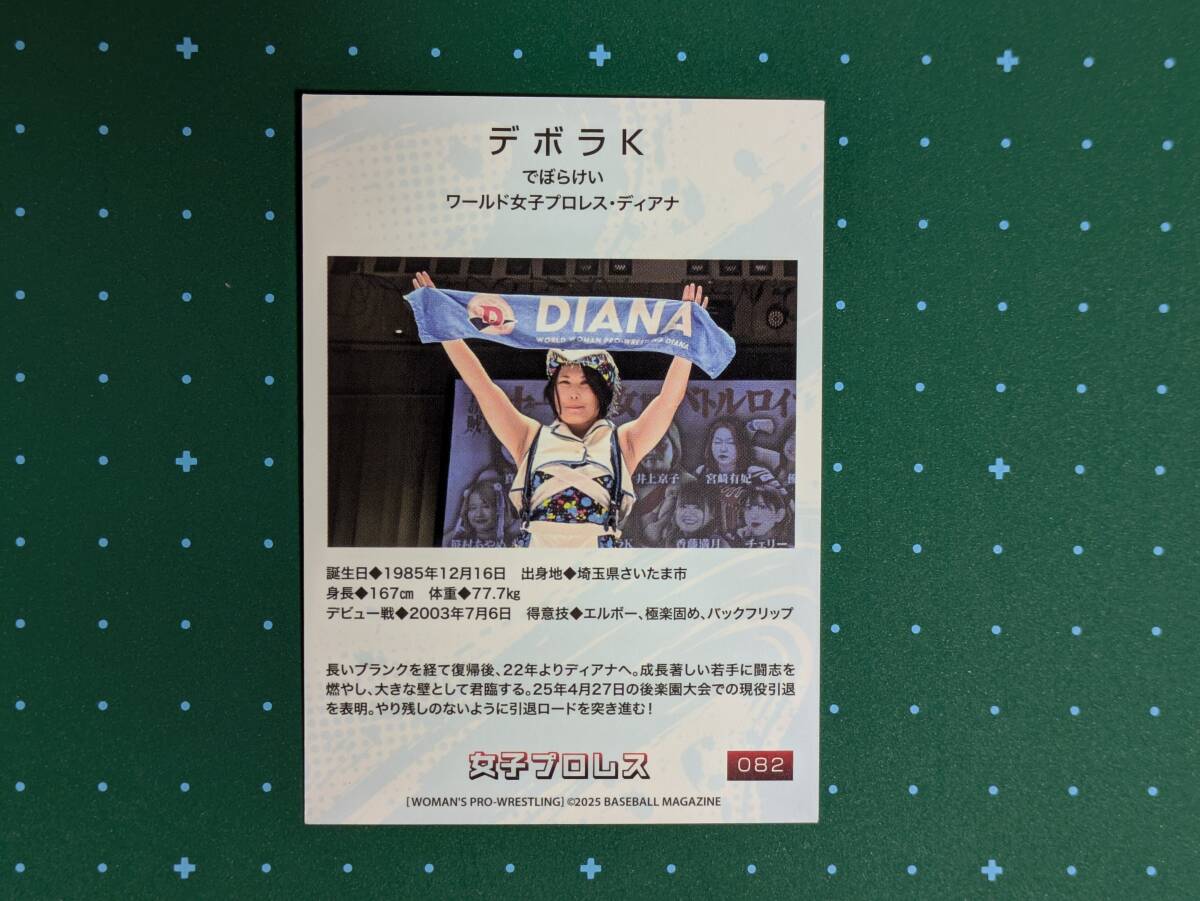 デボラK
でぼらけい
ワールド女子プロレス・ディアナ
D DIANA
WORLD WOMAN PRO-WRESTLING DIANA
バトルロイ
井上京子 宮崎有妃
香藤満月 チェリー
誕生日◆1985年12月16日 出身地◆埼玉県さいたま市
身長◆167㎝ 体重◆77.7㎏
デビュー戦◆2003年7月6日 得意技◆エルボー、極楽固め、バックフリップ
長いブランクを経て復帰後、22年よりディアナへ。成長著しい若手に闘志を
燃やし、大きな壁として君臨する。25年4月27日の後楽園大会での現役引退
を表明。やり残しのないように引退ロードを突き進む！
女子プロレス
082
[WOMAN'S PRO-WRESTLING] ©2025 BASEBALL MAGAZINE